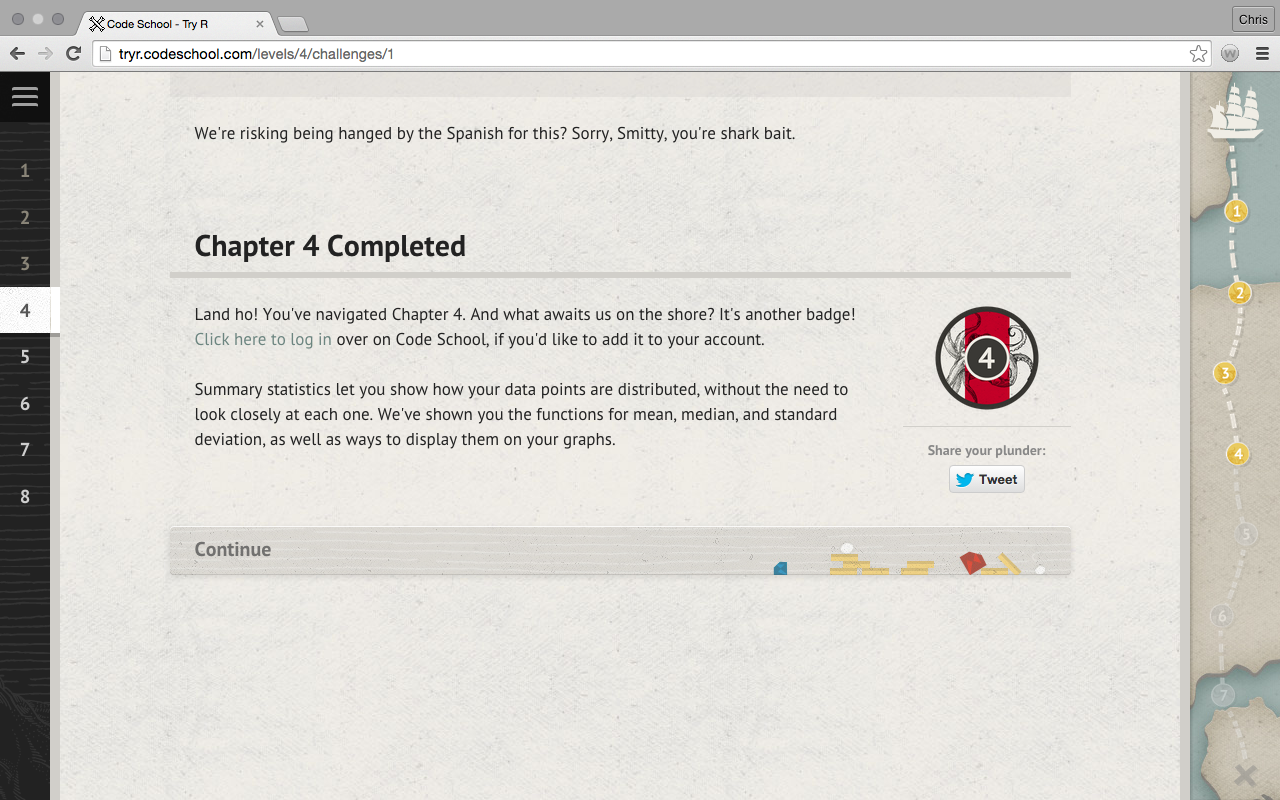 Code School - Try R
Chris
tryr.codeschool.com/levels/4/challenges/1
W
1
2
3
4
5
6
7
8
We're risking being hanged by the Spanish for this? Sorry, Smitty, you're shark bait.
Chapter 4 Completed
Land ho! You've navigated Chapter 4. And what awaits us on the shore? It's another badge!
Click here to log in over on Code School, if you'd like to add it to your account.
Summary statistics let you show how your data points are distributed, without the need to
look closely at each one. We've shown you the functions for mean, median, and standard
deviation, as well as ways to display them on your graphs.
4
Share your plunder:
Tweet
Continue
1
2
3
4
5
6
7